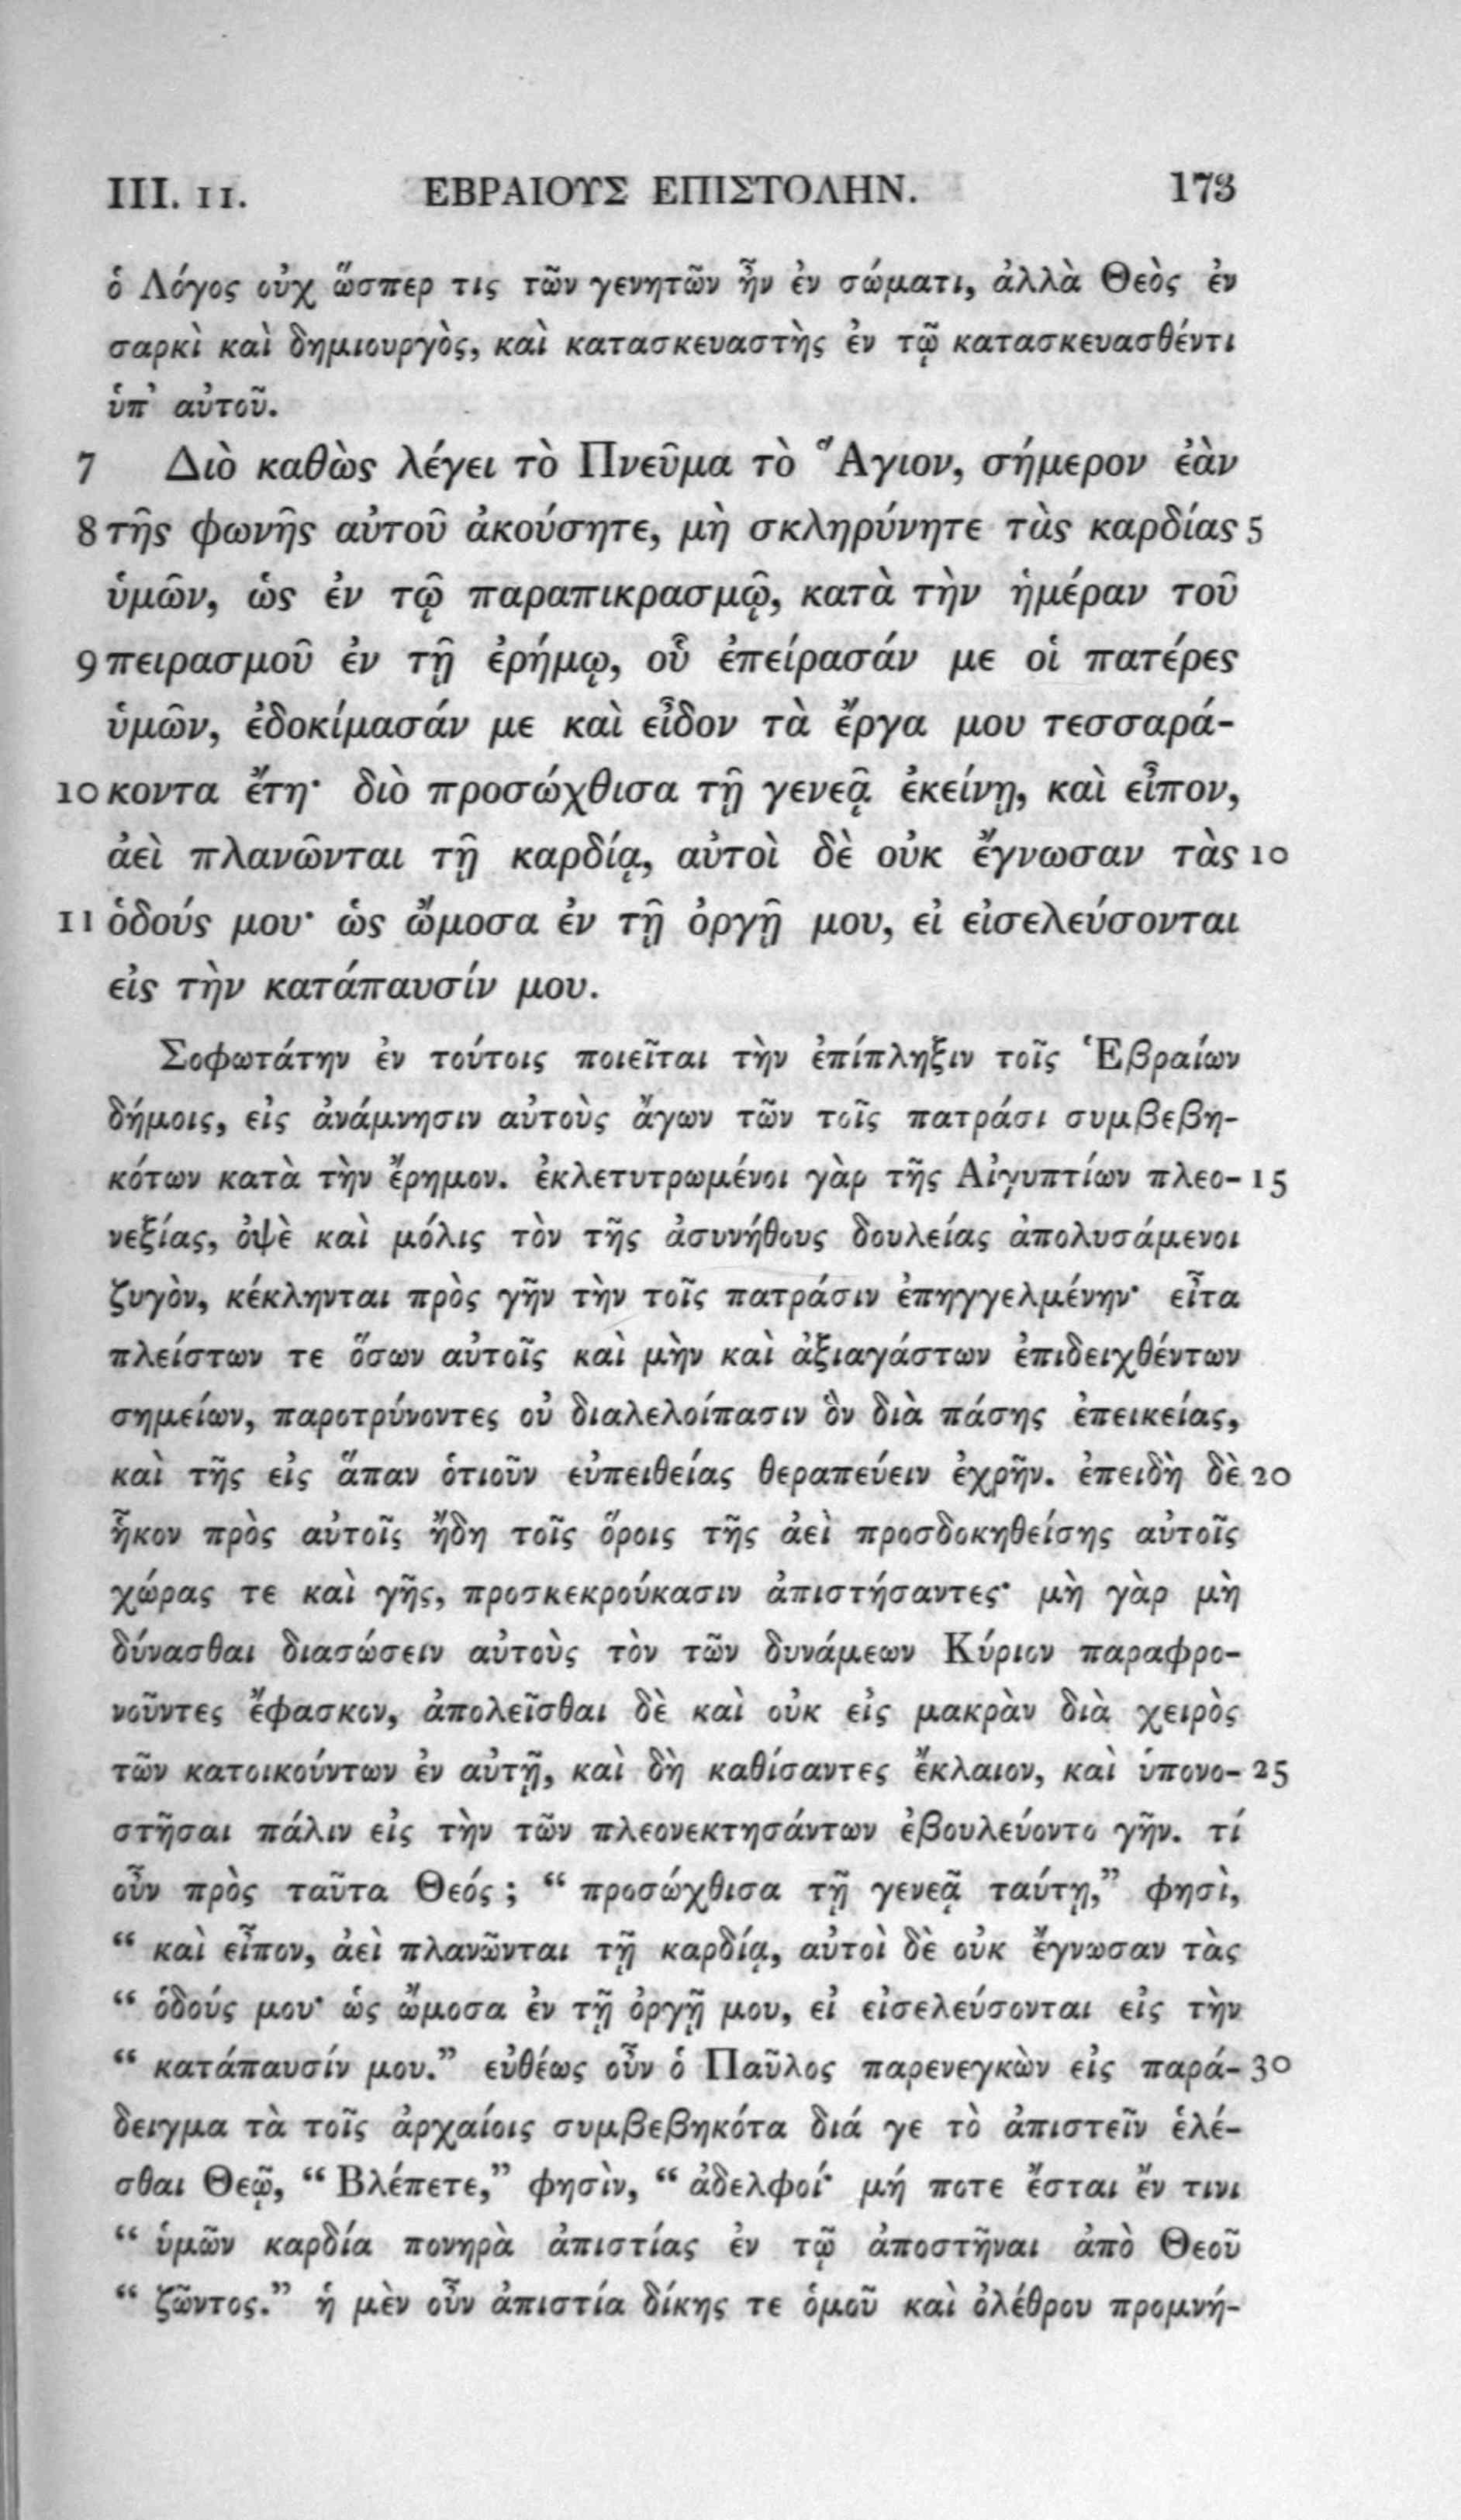 III. 11. ΕΒΡΑΙΟΥΣ ΕΠΙΣΤΟΛΗΝ. 173
ὁ Λόγος οὐχ ὥσπερ τις τῶν γενητῶν ἦν ἐν σώματι, ἀλλὰ Θεὸς ἐν
σαρκὶ καὶ δημιουργὸς, καὶ κατασκευαστὴς ἐν τῷ κατασκευασθέντι
ὑπ᾽ αὐτοῦ.
7 Διὸ καθὼς λέγει τὸ Πνεῦμα τὸ Ἅγιον, σήμερον ἐὰν
8 τῆς φωνῆς αὐτοῦ ἀκούσητε, μὴ σκληρύνητε τὰς καρδίας 5
ὑμῶν, ὡς ἐν τῷ παραπικρασμῷ, κατὰ τὴν ἡμέραν τοῦ
9 πειρασμοῦ ἐν τῇ ἐρήμῳ, οὗ ἐπείρασάν με οἱ πατέρες
ὑμῶν, ἐδοκίμασάν με καὶ εἶδον τὰ ἔργα μου τεσσαρά-
10 κοντα ἔτη· διὸ προσώχθισα τῇ γενεᾷ ἐκείνῃ, καὶ εἶπον,
ἀεὶ πλανῶνται τῇ καρδίᾳ, αὐτοὶ δὲ οὐκ ἔγνωσαν τὰς 10
11 ὁδούς μου· ὡς ὤμοσα ἐν τῇ ὀργῇ μου, εἰ εἰσελεύσονται
εἰς τὴν κατάπαυσίν μου.
Σοφωτάτην ἐν τούτοις ποιεῖται τὴν ἐπίπληξιν τοῖς Ἑβραίων
δήμοις, εἰς ἀνάμνησιν αὐτοὺς ἄγων τῶν τοῖς πατράσι συμβεβη-
κότων κατὰ τὴν ἔρημον. ἐκλετυτρωμένοι γὰρ τῆς Αἰγυπτίων πλεο- 15
νεξίας, ὀψὲ καὶ μόλις τὸν τῆς ἀσυνήθους δουλείας ἀπολυσάμενοι
ζυγὸν, κέκληνται πρὸς γῆν τὴν τοῖς πατράσιν ἐπηγγελμένην· εἶτα
πλείστων τε ὅσων αὐτοῖς καὶ μὴν καὶ ἀξιαγάστων ἐπιδειχθέντων
σημείων, παροτρύνοντες οὐ διαλελοίπασιν ὃν διὰ πάσης ἐπεικείας,
καὶ τῆς εἰς ἅπαν ὁτιοῦν εὐπειθείας θεραπεύειν ἐχρῆν. ἐπειδὴ δὲ 20
ἧκον πρὸς αὐτοῖς ἤδη τοῖς ὅροις τῆς ἀεὶ προσδοκηθείσης αὐτοῖς
χώρας τε καὶ γῆς, προσκεκρούκασιν ἀπιστήσαντες· μὴ γὰρ μὴ
δύνασθαι διασώσειν αὐτοὺς τὸν τῶν δυνάμεων Κύριον παραφρο-
νοῦντες ἔφασκον, ἀπολεῖσθαι δὲ καὶ οὐκ εἰς μακρὰν διὰ χειρὸς
τῶν κατοικούντων ἐν αὐτῇ, καὶ δὴ καθίσαντες ἔκλαιον, καὶ ὑπονο- 25
στῆσαι πάλιν εἰς τὴν τῶν πλεονεκτησάντων ἐβουλεύοντο γῆν. τί
οὖν πρὸς ταῦτα Θεός; “ προσώχθισα τῇ γενεᾷ ταύτῃ,” φησὶ,
“ καὶ εἶπον, ἀεὶ πλανῶνται τῇ καρδίᾳ, αὐτοὶ δὲ οὐκ ἔγνωσαν τὰς
“ ὁδούς μου· ὡς ὤμοσα ἐν τῇ ὀργῇ μου, εἰ εἰσελεύσονται εἰς τὴν
“ κατάπαυσίν μου.” εὐθέως οὖν ὁ Παῦλος παρενεγκὼν εἰς παρά- 30
δειγμα τὰ τοῖς ἀρχαίοις συμβεβηκότα διά γε τὸ ἀπιστεῖν ἑλέ-
σθαι Θεῷ, “ Βλέπετε,” φησὶν, “ ἀδελφοί· μή ποτε ἔσται ἔν τινι
“ ὑμῶν καρδία πονηρὰ ἀπιστίας ἐν τῷ ἀποστῆναι ἀπὸ Θεοῦ
“ ζῶντος.” ἡ μὲν οὖν ἀπιστία δίκης τε ὁμοῦ καὶ ὀλέθρου προμνή-